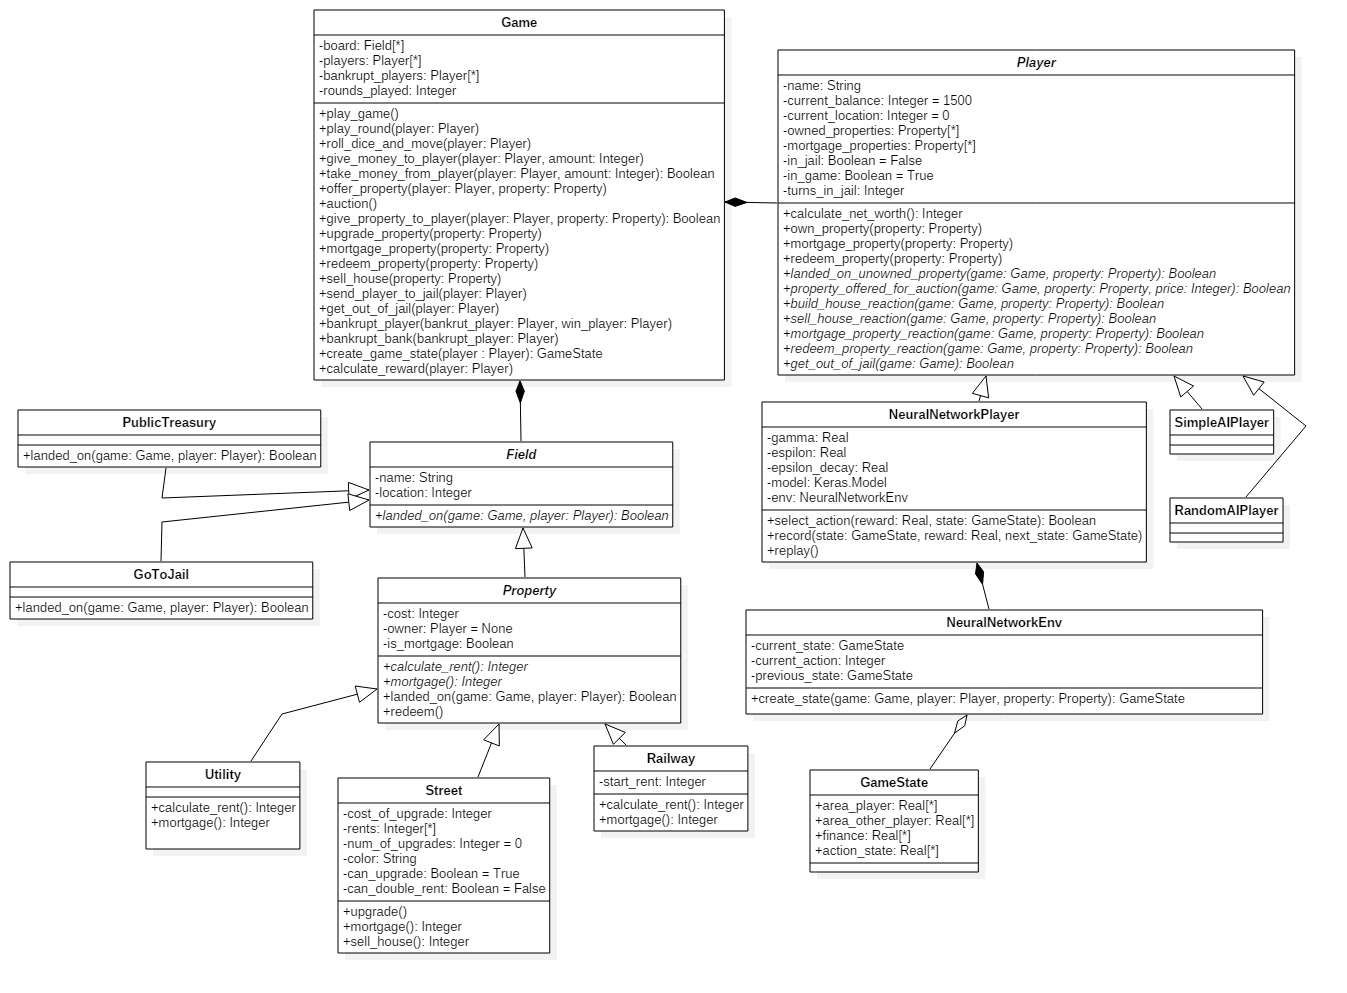 Game
-board: Field[*]
-players: Player[*]
-bankrupt_players: Player[*]
-rounds_played: Integer
+play_game()
+play_round(player: Player)
+roll_dice_and_move(player: Player)
+give_money_to_player(player: Player, amount: Integer)
+take_money_from_player(player: Player, amount: Integer): Boolean
+offer_property(player: Player, property: Property)
+auction()
+give_property_to_player(player: Player, property: Property): Boolean
+upgrade_property(property: Property)
+mortgage_property(property: Property)
+redeem_property(property: Property)
+sell_house(property: Property)
+send_player_to_jail(player: Player)
+get_out_of_jail(player: Player)
+bankrupt_player(bankrut_player: Player, win_player: Player)
+bankrupt_bank(bankrupt_player: Player)
+create_game_state(player : Player): GameState
+calculate_reward(player: Player)
Player
-name: String
-current_balance: Integer = 1500
-current_location: Integer = 0
-owned_properties: Property[*]
-mortgage_properties: Property[*]
-in_jail: Boolean = False
-in_game: Boolean = True
-turns_in_jail: Integer
+calculate_net_worth(): Integer
+own_property(property: Property)
+mortgage_property(property: Property)
+redeem_property(property: Property)
+landed_on_unowned_property(game: Game, property: Property): Boolean
+property_offered_for_auction(game: Game, property: Property, price: Integer): Boolean
+build_house_reaction(game: Game, property: Property): Boolean
+sell_house_reaction(game: Game, property: Property): Boolean
+mortgage_property_reaction(game: Game, property: Property): Boolean
+redeem_property_reaction(game: Game, property: Property): Boolean
+get_out_of_jail(game: Game): Boolean
PublicTreasury
+landed_on(game: Game, player: Player): Boolean
Field
-name: String
-location: Integer
+landed_on(game: Game, player: Player): Boolean
NeuralNetworkPlayer
-gamma: Real
-espilon: Real
-epsilon_decay: Real
-model: Keras.Model
-env: NeuralNetworkEnv
+select_action(reward: Real, state: GameState): Boolean
+record(state: GameState, reward: Real, next_state: GameState)
+replay()
SimpleAIPlayer
RandomAIPlayer
GoToJail
+landed_on(game: Game, player: Player): Boolean
Property
-cost: Integer
-owner: Player = None
-is_mortgage: Boolean
+calculate_rent(): Integer
+mortgage(): Integer
+landed_on(game: Game, player: Player): Boolean
+redeem()
NeuralNetworkEnv
-current_state: GameState
-current_action: Integer
-previous_state: GameState
+create_state(game: Game, player: Player, property: Property): GameState
Utility
+calculate_rent(): Integer
+mortgage(): Integer
Street
-cost_of_upgrade: Integer
-rents: Integer[*]
-num_of_upgrades: Integer = 0
-color: String
-can_upgrade: Boolean = True
-can_double_rent: Boolean = False
+upgrade()
+mortgage(): Integer
+sell_house(): Integer
Railway
-start_rent: Integer
+calculate_rent(): Integer
+mortgage(): Integer
GameState
+area_player: Real[*]
+area_other_player: Real[*]
+finance: Real[*]
+action_state: Real[*]